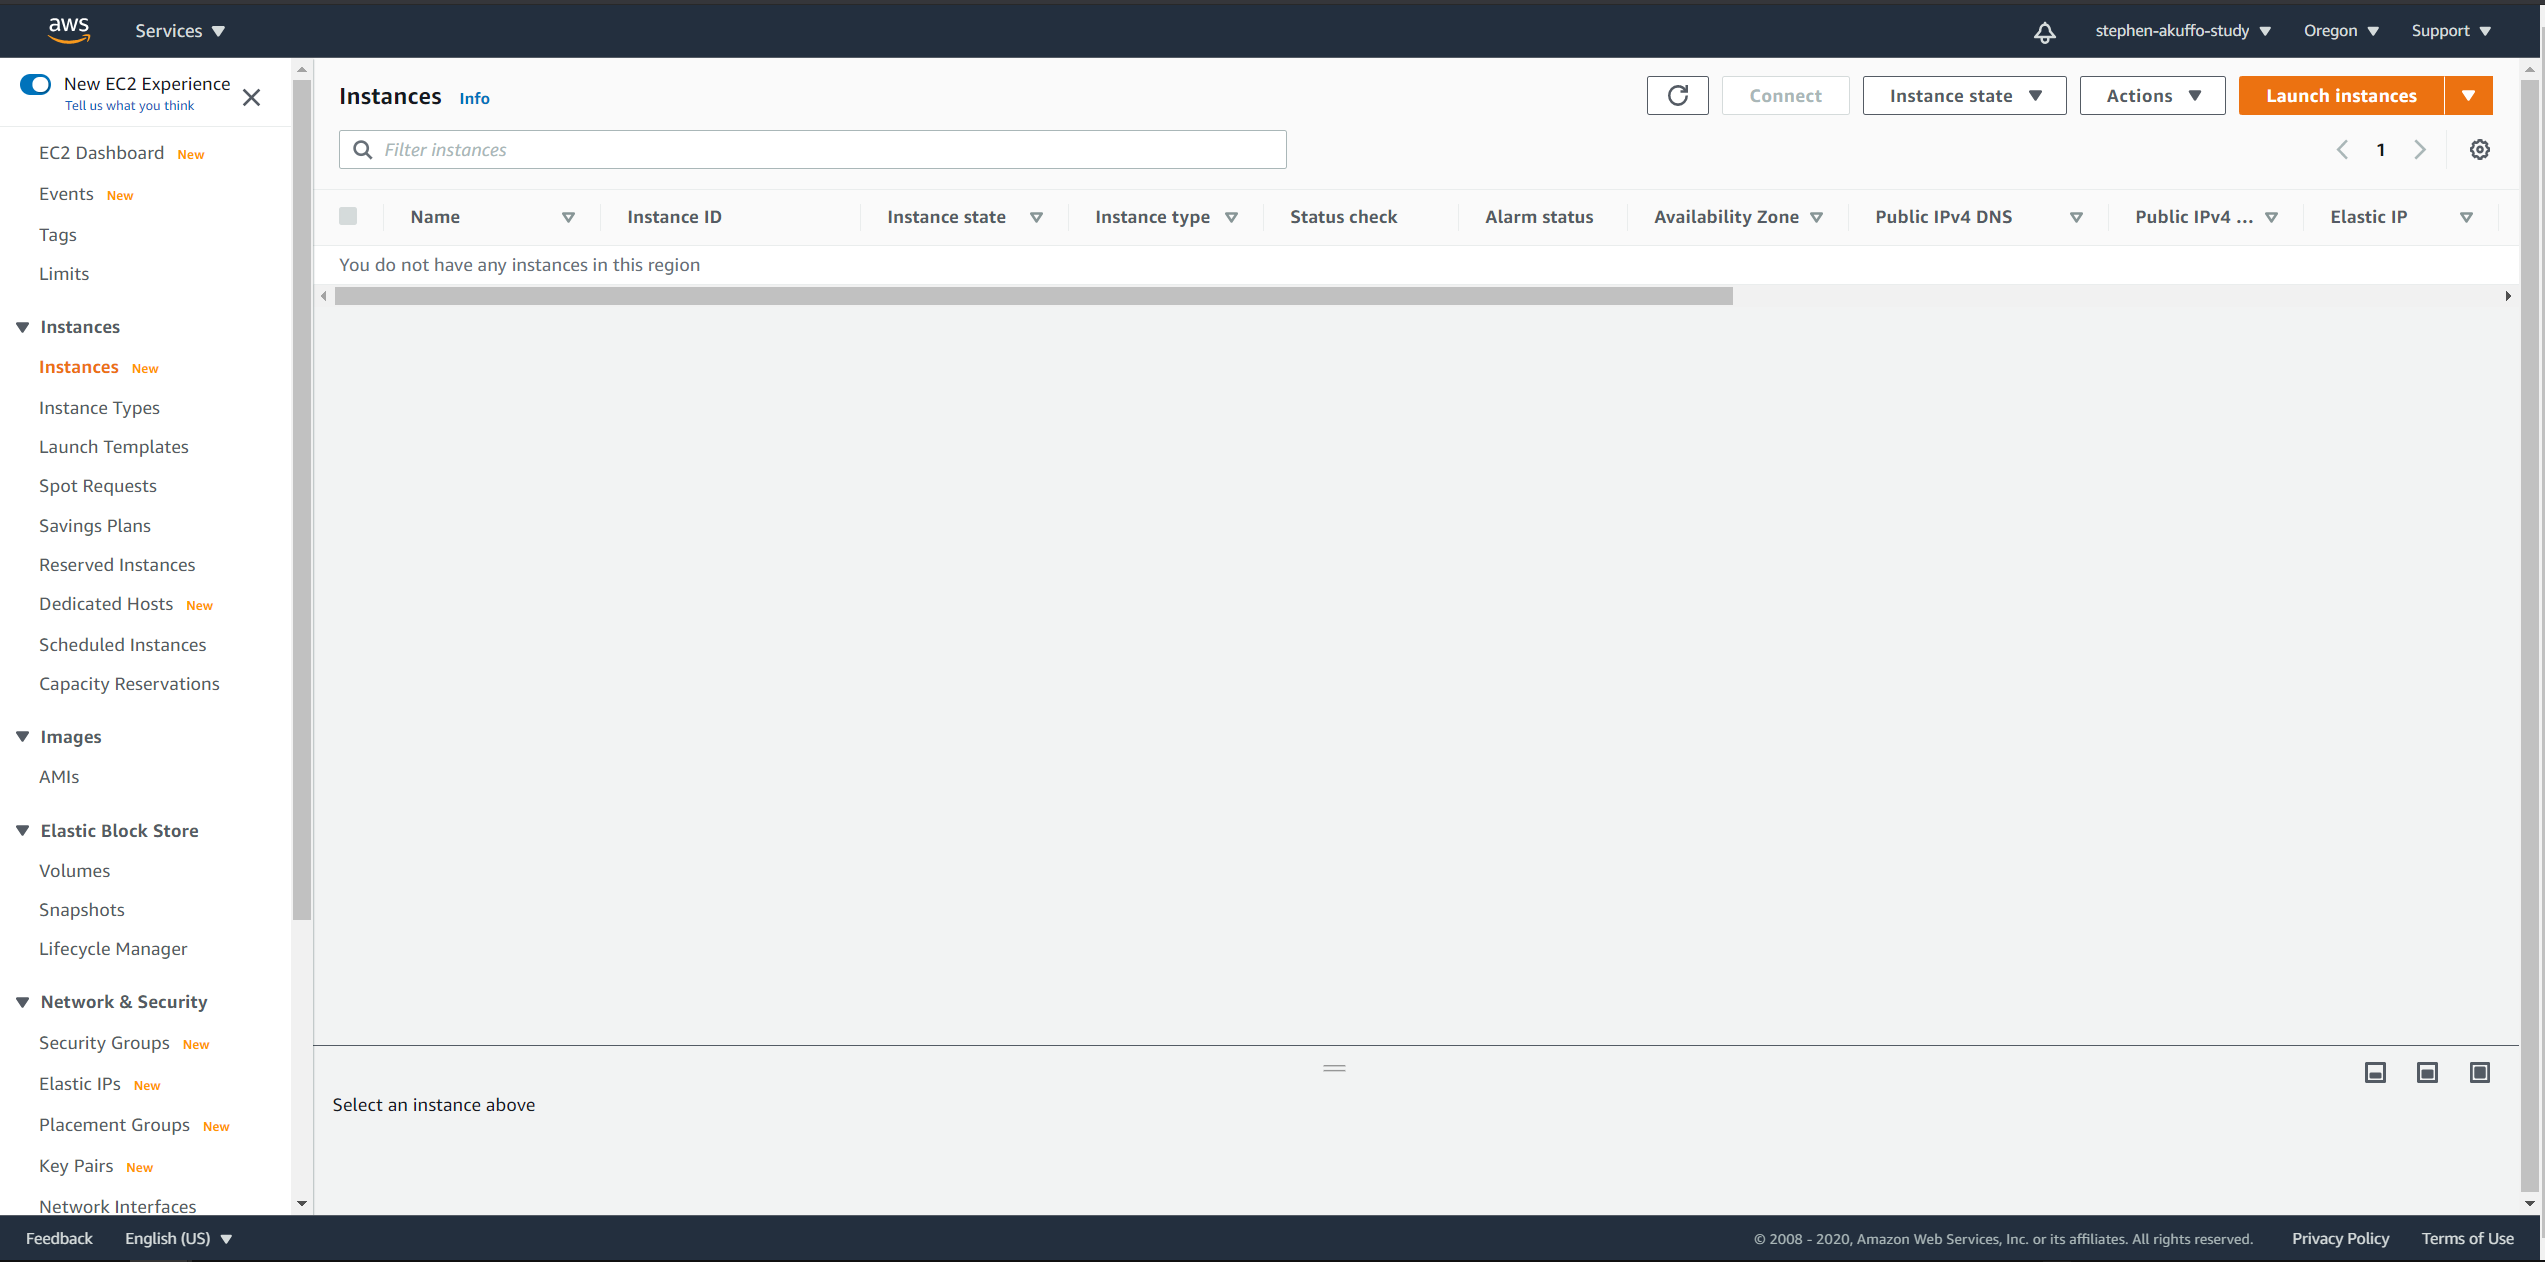 aws Services stephen-akuffo-study Oregon Support
New EC2 Experience
Tell us what you think
EC2 Dashboard New
Events New
Tags
Limits
Instances
Instances New
Instance Types
Launch Templates
Spot Requests
Savings Plans
Reserved Instances
Dedicated Hosts New
Scheduled Instances
Capacity Reservations
Images
AMIs
Elastic Block Store
Volumes
Snapshots
Lifecycle Manager
Network & Security
Security Groups New
Elastic IPs New
Placement Groups New
Key Pairs New
Network Interfaces
Instances Info Connect Instance state Actions Launch instances
Filter instances 1
Name Instance ID Instance state Instance type Status check Alarm status Availability Zone Public IPv4 DNS Public IPv4 ... Elastic IP
You do not have any instances in this region
Select an instance above
Feedback English (US) © 2008 - 2020, Amazon Web Services, Inc. or its affiliates. All rights reserved. Privacy Policy Terms of Use